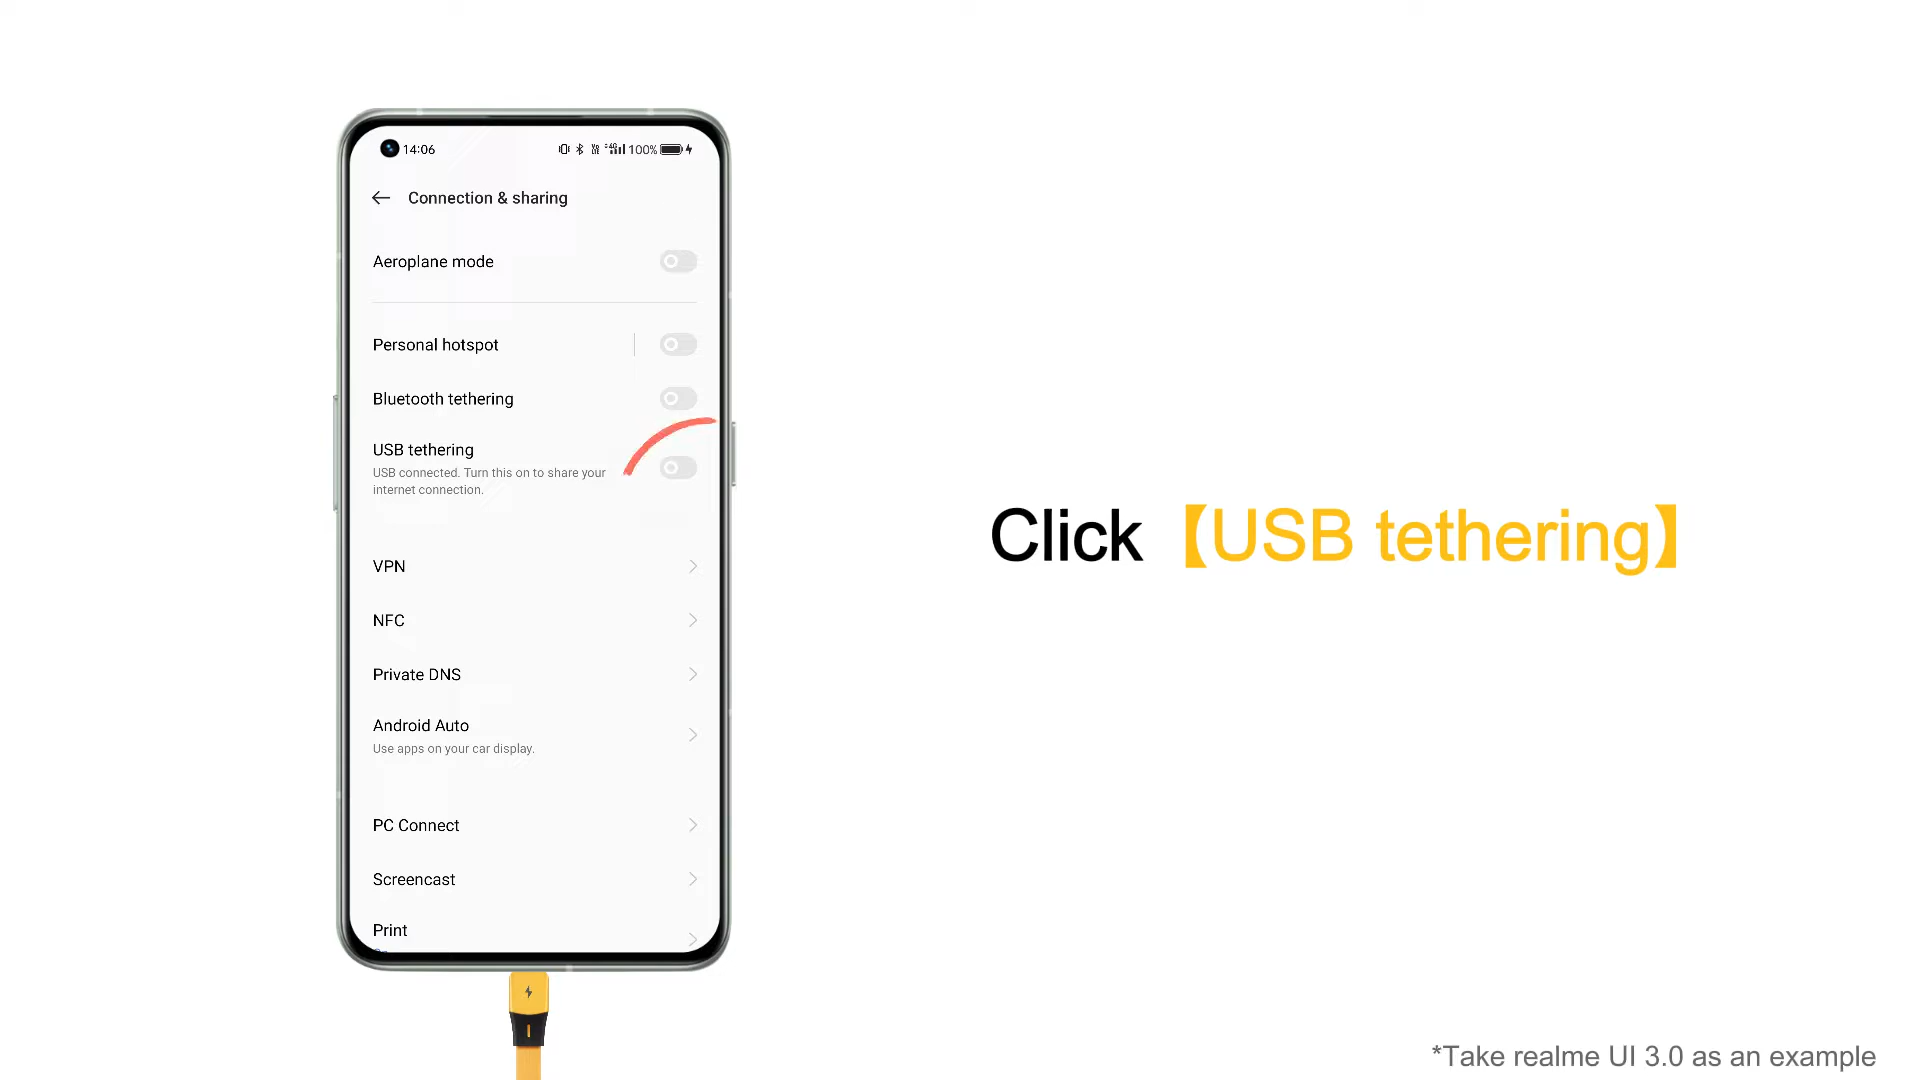 14:06
100%
Connection & sharing
Aeroplane mode
Personal hotspot
Bluetooth tethering
USB tethering
USB connected. Turn this on to share your
internet connection.
VPN
NFC
Private DNS
Android Auto
Use apps on your car display.
PC Connect
Screencast
Print
Click【USB tethering】
*Take realme UI 3.0 as an example